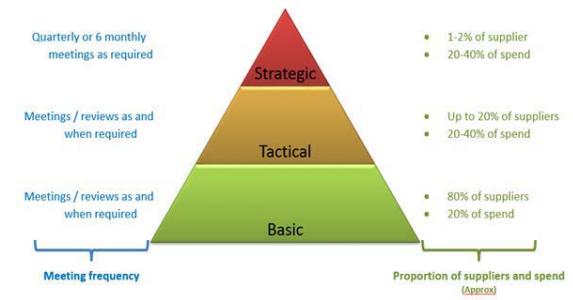 Quarterly or 6 monthly
meetings as required
Strategic
• 1-2% of supplier
• 20-40% of spend
Meetings / reviews as and
when required
Tactical
• Up to 20% of suppliers
• 20-40% of spend
Meetings / reviews as and
when required
Basic
• 80% of suppliers
• 20% of spend
Meeting frequency
Proportion of suppliers and spend
(Approx)